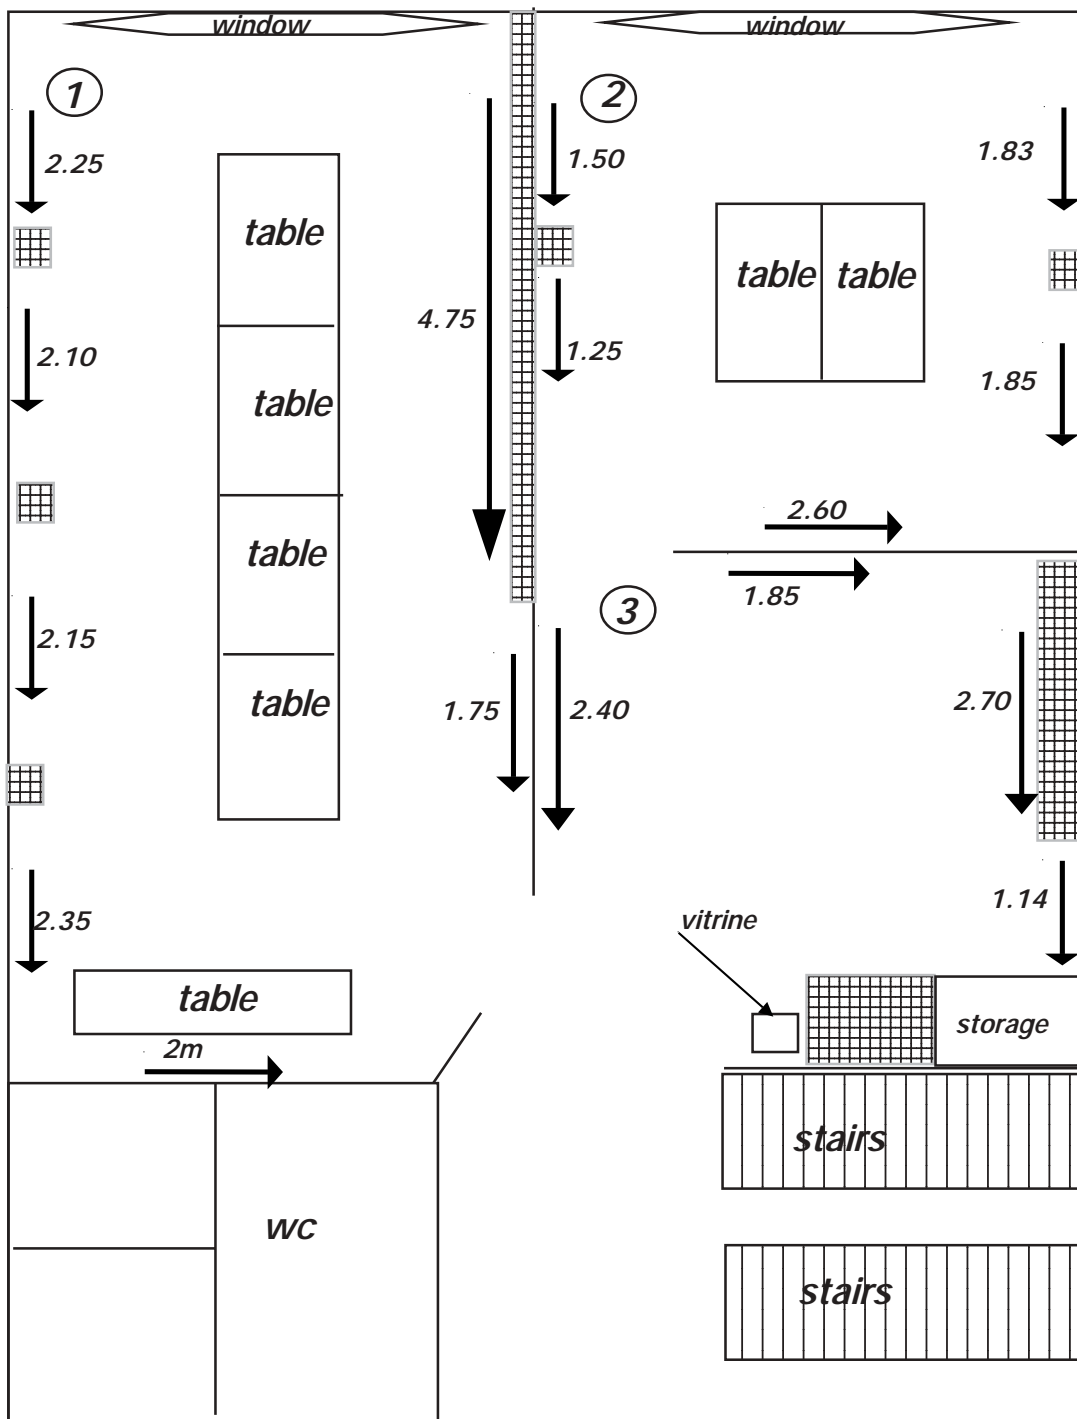 window
window
1
2
2.25
1.50
1.83
table
table
table
4.75
2.10
1.25
1.85
table
2.60
table
1.85
3
2.15
table
1.75
2.40
2.70
2.35
1.14
vitrine
table
storage
2m
stairs
wc
stairs